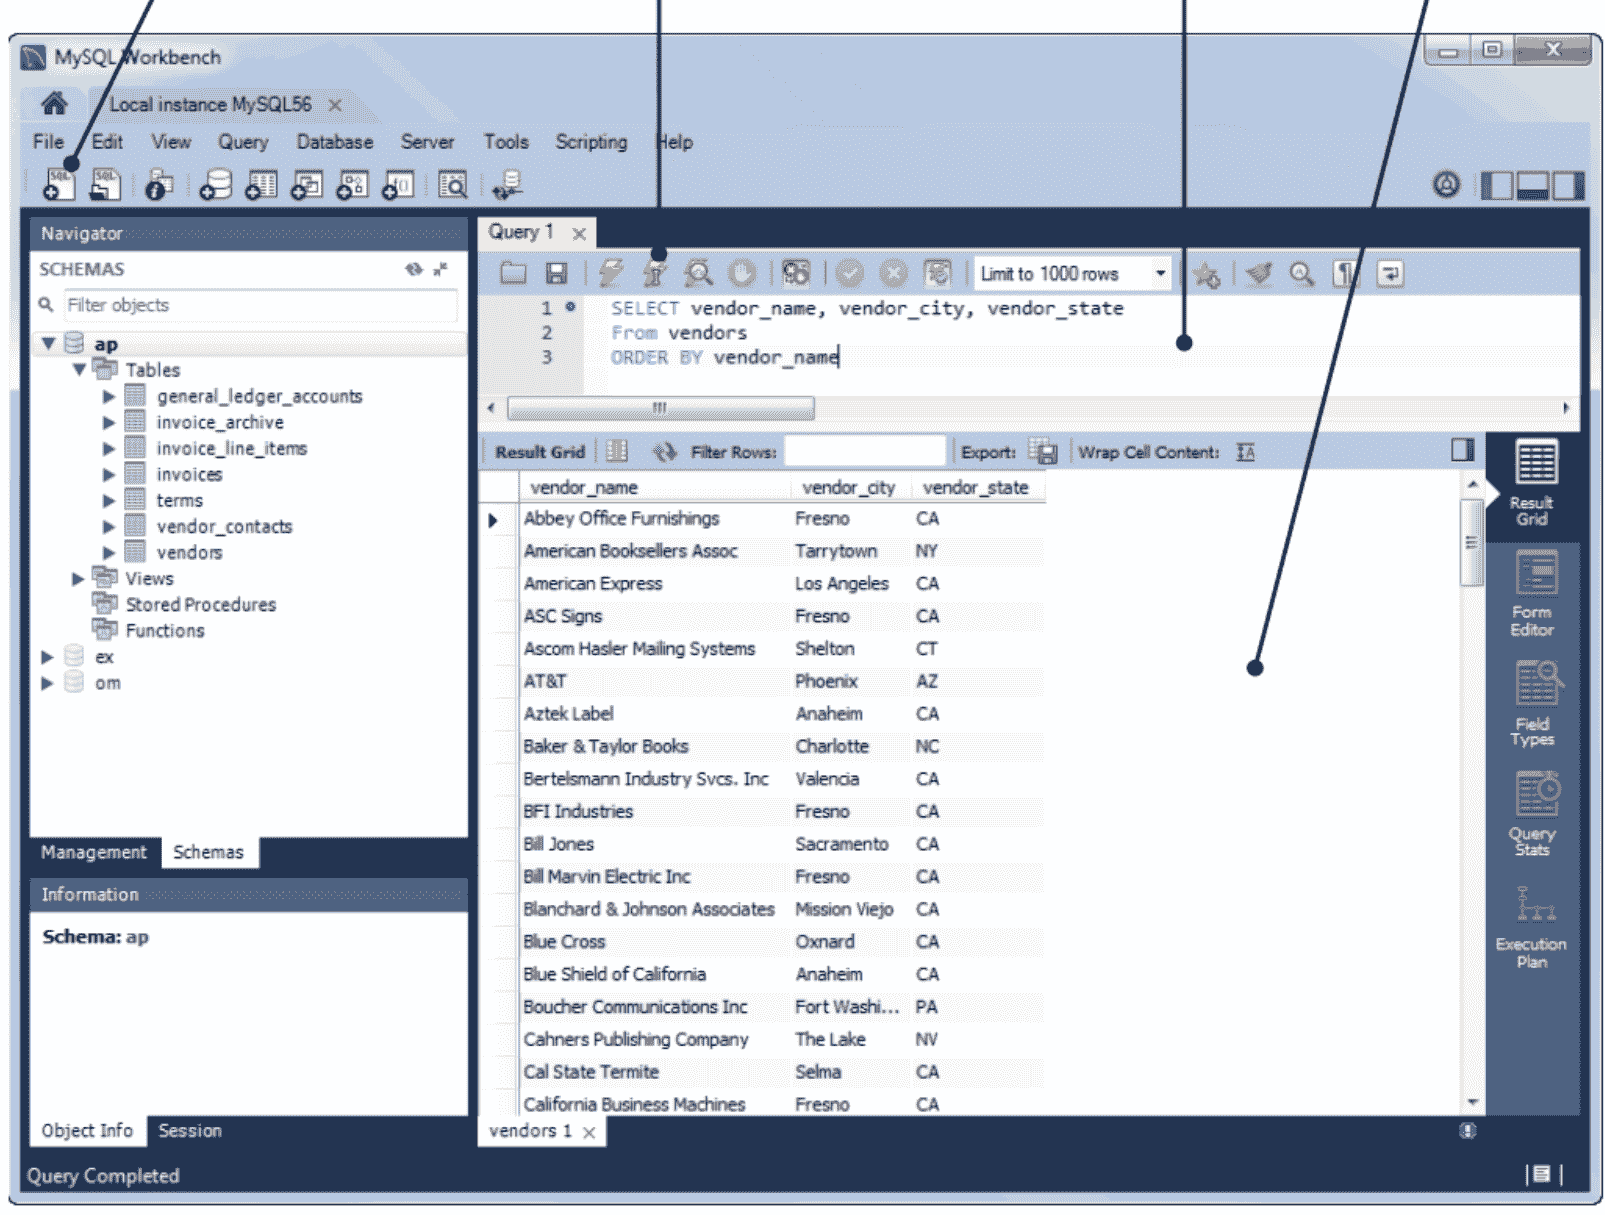 MySQL Workbench
Local instance MySQL56
File Edit View Query Database Server Tools Scripting Help
SQL SQL
Navigator
SCHEMAS
Filter objects
ap
Tables
general_ledger_accounts
invoice_archive
invoice_line_items
invoices
terms
vendor_contacts
vendors
Views
Stored Procedures
Functions
ex
om
Management Schemas
Information
Schema: ap
Object Info Session
Query 1
Limit to 1000 rows
1 SELECT vendor_name, vendor_city, vendor_state
2 From vendors
3 ORDER BY vendor_name
Result Grid Filter Rows: Export: Wrap Cell Content: IA
vendor_name vendor_city vendor_state
Abbey Office Furnishings Fresno CA
American Booksellers Assoc Tarrytown NY
American Express Los Angeles CA
ASC Signs Fresno CA
Ascom Hasler Mailing Systems Shelton CT
AT&T Phoenix AZ
Aztek Label Anaheim CA
Baker & Taylor Books Charlotte NC
Bertelsmann Industry Svcs. Inc Valencia CA
BFI Industries Fresno CA
Bill Jones Sacramento CA
Bill Marvin Electric Inc Fresno CA
Blanchard & Johnson Associates Mission Viejo CA
Blue Cross Oxnard CA
Blue Shield of California Anaheim CA
Boucher Communications Inc Fort Washi... PA
Cahners Publishing Company The Lake NV
Cal State Termite Selma CA
California Business Machines Fresno CA
vendors 1
Result
Grid
Form
Editor
Field
Types
Query
Stats
Execution
Plan
Query Completed